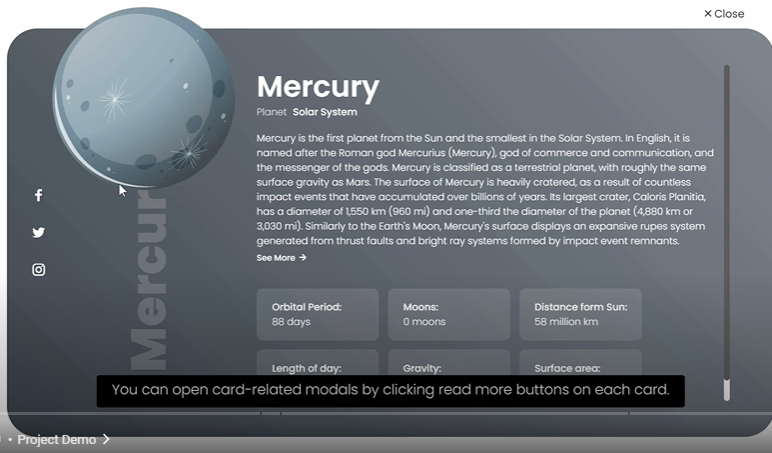 × Close
Mercury
Planet Solar System
Mercury is the first planet from the Sun and the smallest in the Solar System. In English, it is
named after the Roman god Mercurius (Mercury), god of commerce and communication, and
the messenger of the gods. Mercury is classified as a terrestrial planet, with roughly the same
surface gravity as Mars. The surface of Mercury is heavily cratered, as a result of countless
impact events that have accumulated over billions of years. Its largest crater, Caloris Planitia,
has a diameter of 1,550 km (960 mi) and one-third the diameter of the planet (4,880 km or
3,030 mi). Similarly to the Earth's Moon, Mercury's surface displays an expansive rupes system
generated from thrust faults and bright ray systems formed by impact event remnants.
See More →
Mercur
Orbital Period:
88 days
Moons:
0 moons
Distance form Sun:
58 million km
Length of day:
Gravity:
Surface area:
You can open card-related modals by clicking read more buttons on each card.
• Project Demo >